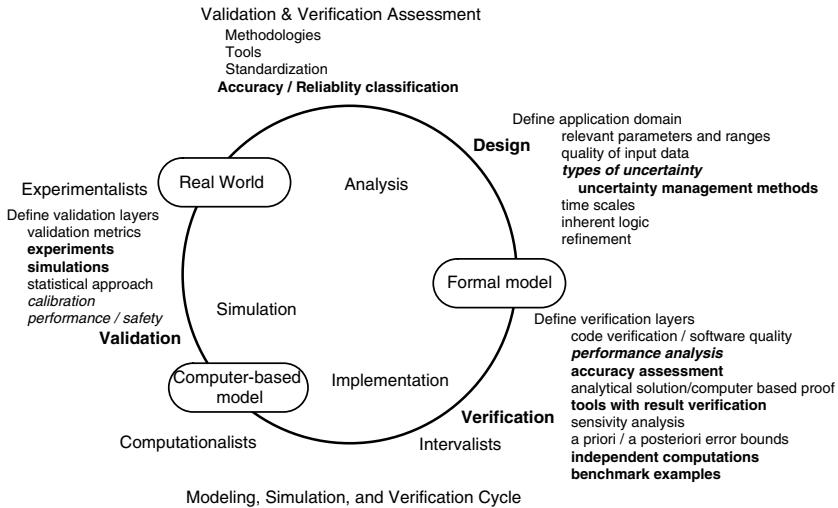 Validation & Verification Assessment
Methodologies
Tools
Standardization
Accuracy / Reliablity classification
Define application domain
relevant parameters and ranges
quality of input data
types of uncertainty
uncertainty management methods
time scales
inherent logic
refinement
Design
Real World
Analysis
Experimentalists
Define validation layers
validation metrics
experiments
simulations
statistical approach
calibration
performance / safety
Validation
Formal model
Simulation
Define verification layers
code verification / software quality
performance analysis
accuracy assessment
analytical solution/computer based proof
tools with result verification
sensivity analysis
a priori / a posteriori error bounds
independent computations
benchmark examples
Computer-based
model
Implementation
Verification
Computationalists
Intervalists
Modeling, Simulation, and Verification Cycle